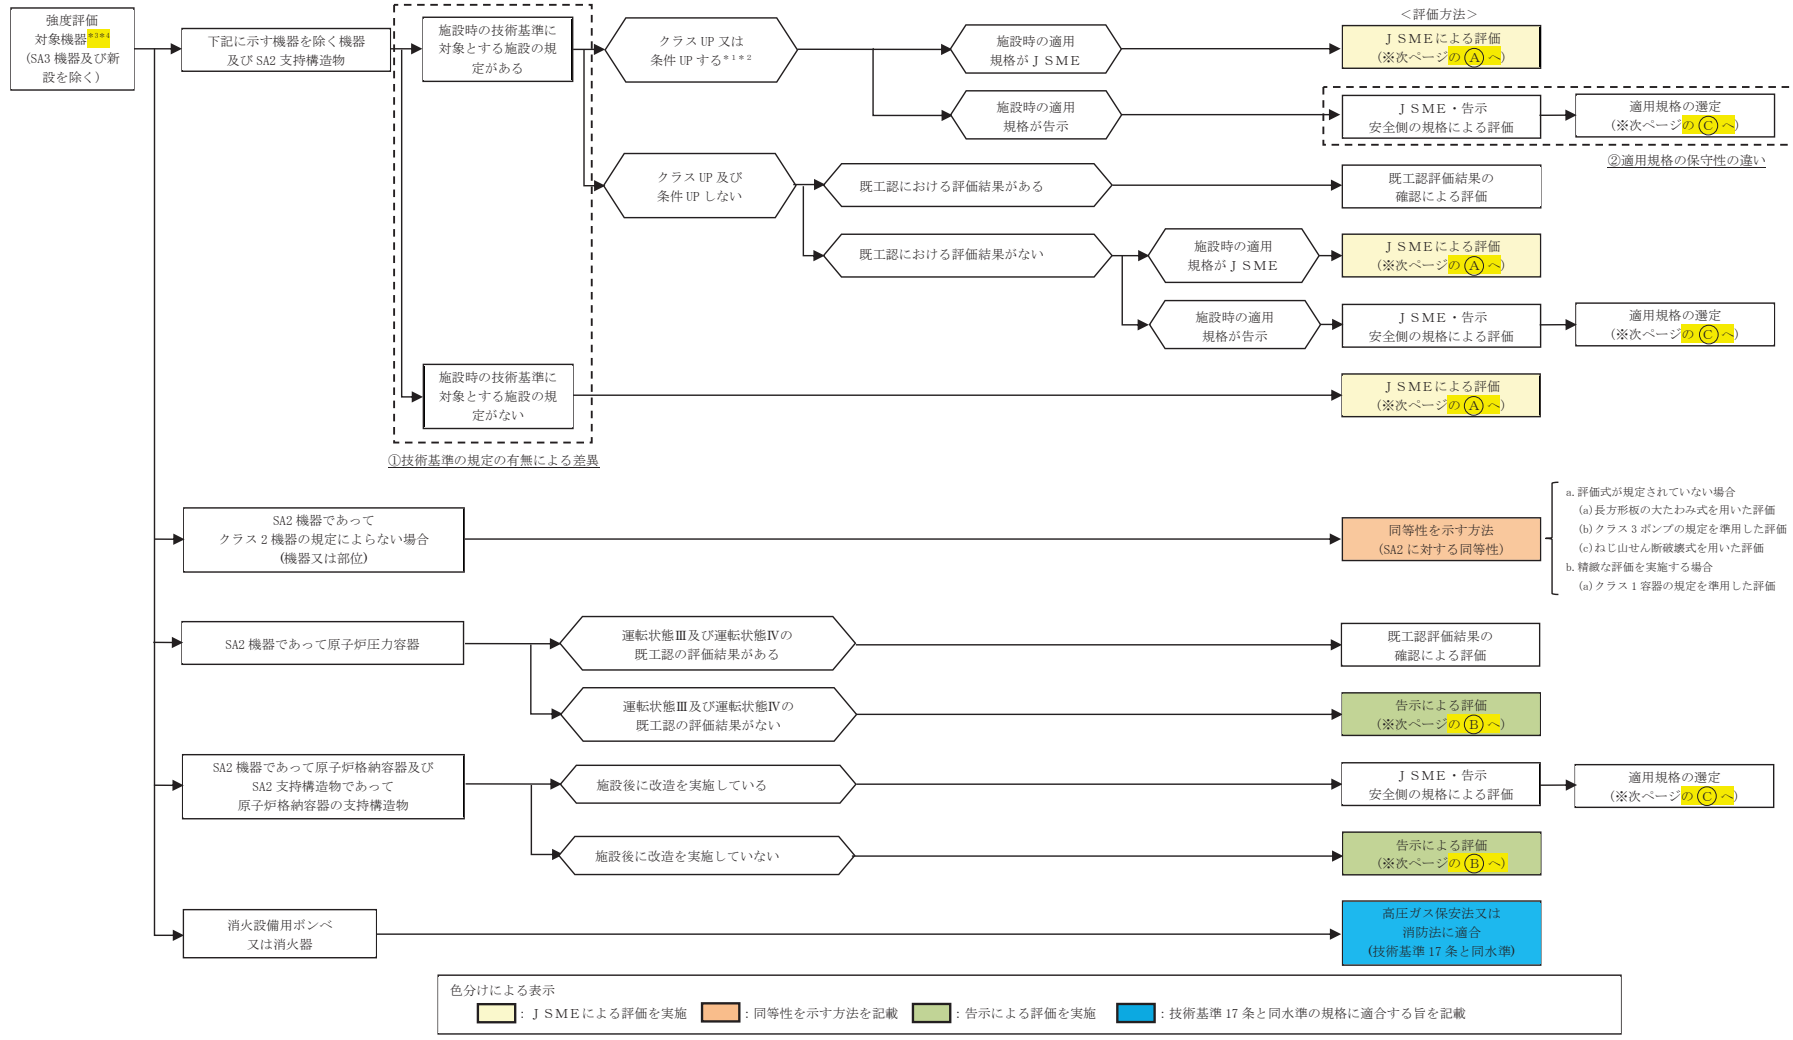 ＜評価方法＞
強度評価
対象機器*³*⁴
(SA3 機器及び新
設を除く)
下記に示す機器を除く機器
及び SA2 支持構造物
施設時の技術基準に
対象とする施設の規
定がある
クラス UP 又は
条件 UP する*¹*²
施設時の適用
規格がＪＳＭＥ
ＪＳＭＥによる評価
(※次ページの Ⓐ へ)
施設時の適用
規格が告示
ＪＳＭＥ・告示
安全側の規格による評価
適用規格の選定
(※次ページの Ⓒ へ)
②適用規格の保守性の違い
クラス UP 及び
条件 UP しない
既工認における評価結果がある
既工認評価結果の
確認による評価
既工認における評価結果がない
施設時の適用
規格がＪＳＭＥ
ＪＳＭＥによる評価
(※次ページの Ⓐ へ)
施設時の適用
規格が告示
ＪＳＭＥ・告示
安全側の規格による評価
適用規格の選定
(※次ページの Ⓒ へ)
施設時の技術基準に
対象とする施設の規
定がない
ＪＳＭＥによる評価
(※次ページの Ⓐ へ)
①技術基準の規定の有無による差異
SA2 機器であって
クラス 2 機器の規定によらない場合
(機器又は部位)
同等性を示す方法
(SA2 に対する同等性)
a. 評価式が規定されていない場合
(a)長方形板の大たわみ式を用いた評価
(b)クラス 3 ポンプの規定を準用した評価
(c)ねじ山せん断破壊式を用いた評価
b. 精緻な評価を実施する場合
(a)クラス 1 容器の規定を準用した評価
SA2 機器であって原子炉圧力容器
運転状態Ⅲ及び運転状態Ⅳの
既工認の評価結果がある
既工認評価結果の
確認による評価
運転状態Ⅲ及び運転状態Ⅳの
既工認の評価結果がない
告示による評価
(※次ページの Ⓑ へ)
SA2 機器であって原子炉格納容器及び
SA2 支持構造物であって
原子炉格納容器の支持構造物
施設後に改造を実施している
ＪＳＭＥ・告示
安全側の規格による評価
適用規格の選定
(※次ページの Ⓒ へ)
施設後に改造を実施していない
告示による評価
(※次ページの Ⓑ へ)
消火設備用ボンベ
又は消火器
高圧ガス保安法又は
消防法に適合
(技術基準 17 条と同水準)
色分けによる表示
：ＪＳＭＥによる評価を実施
：同等性を示す方法を記載
：告示による評価を実施
：技術基準 17 条と同水準の規格に適合する旨を記載